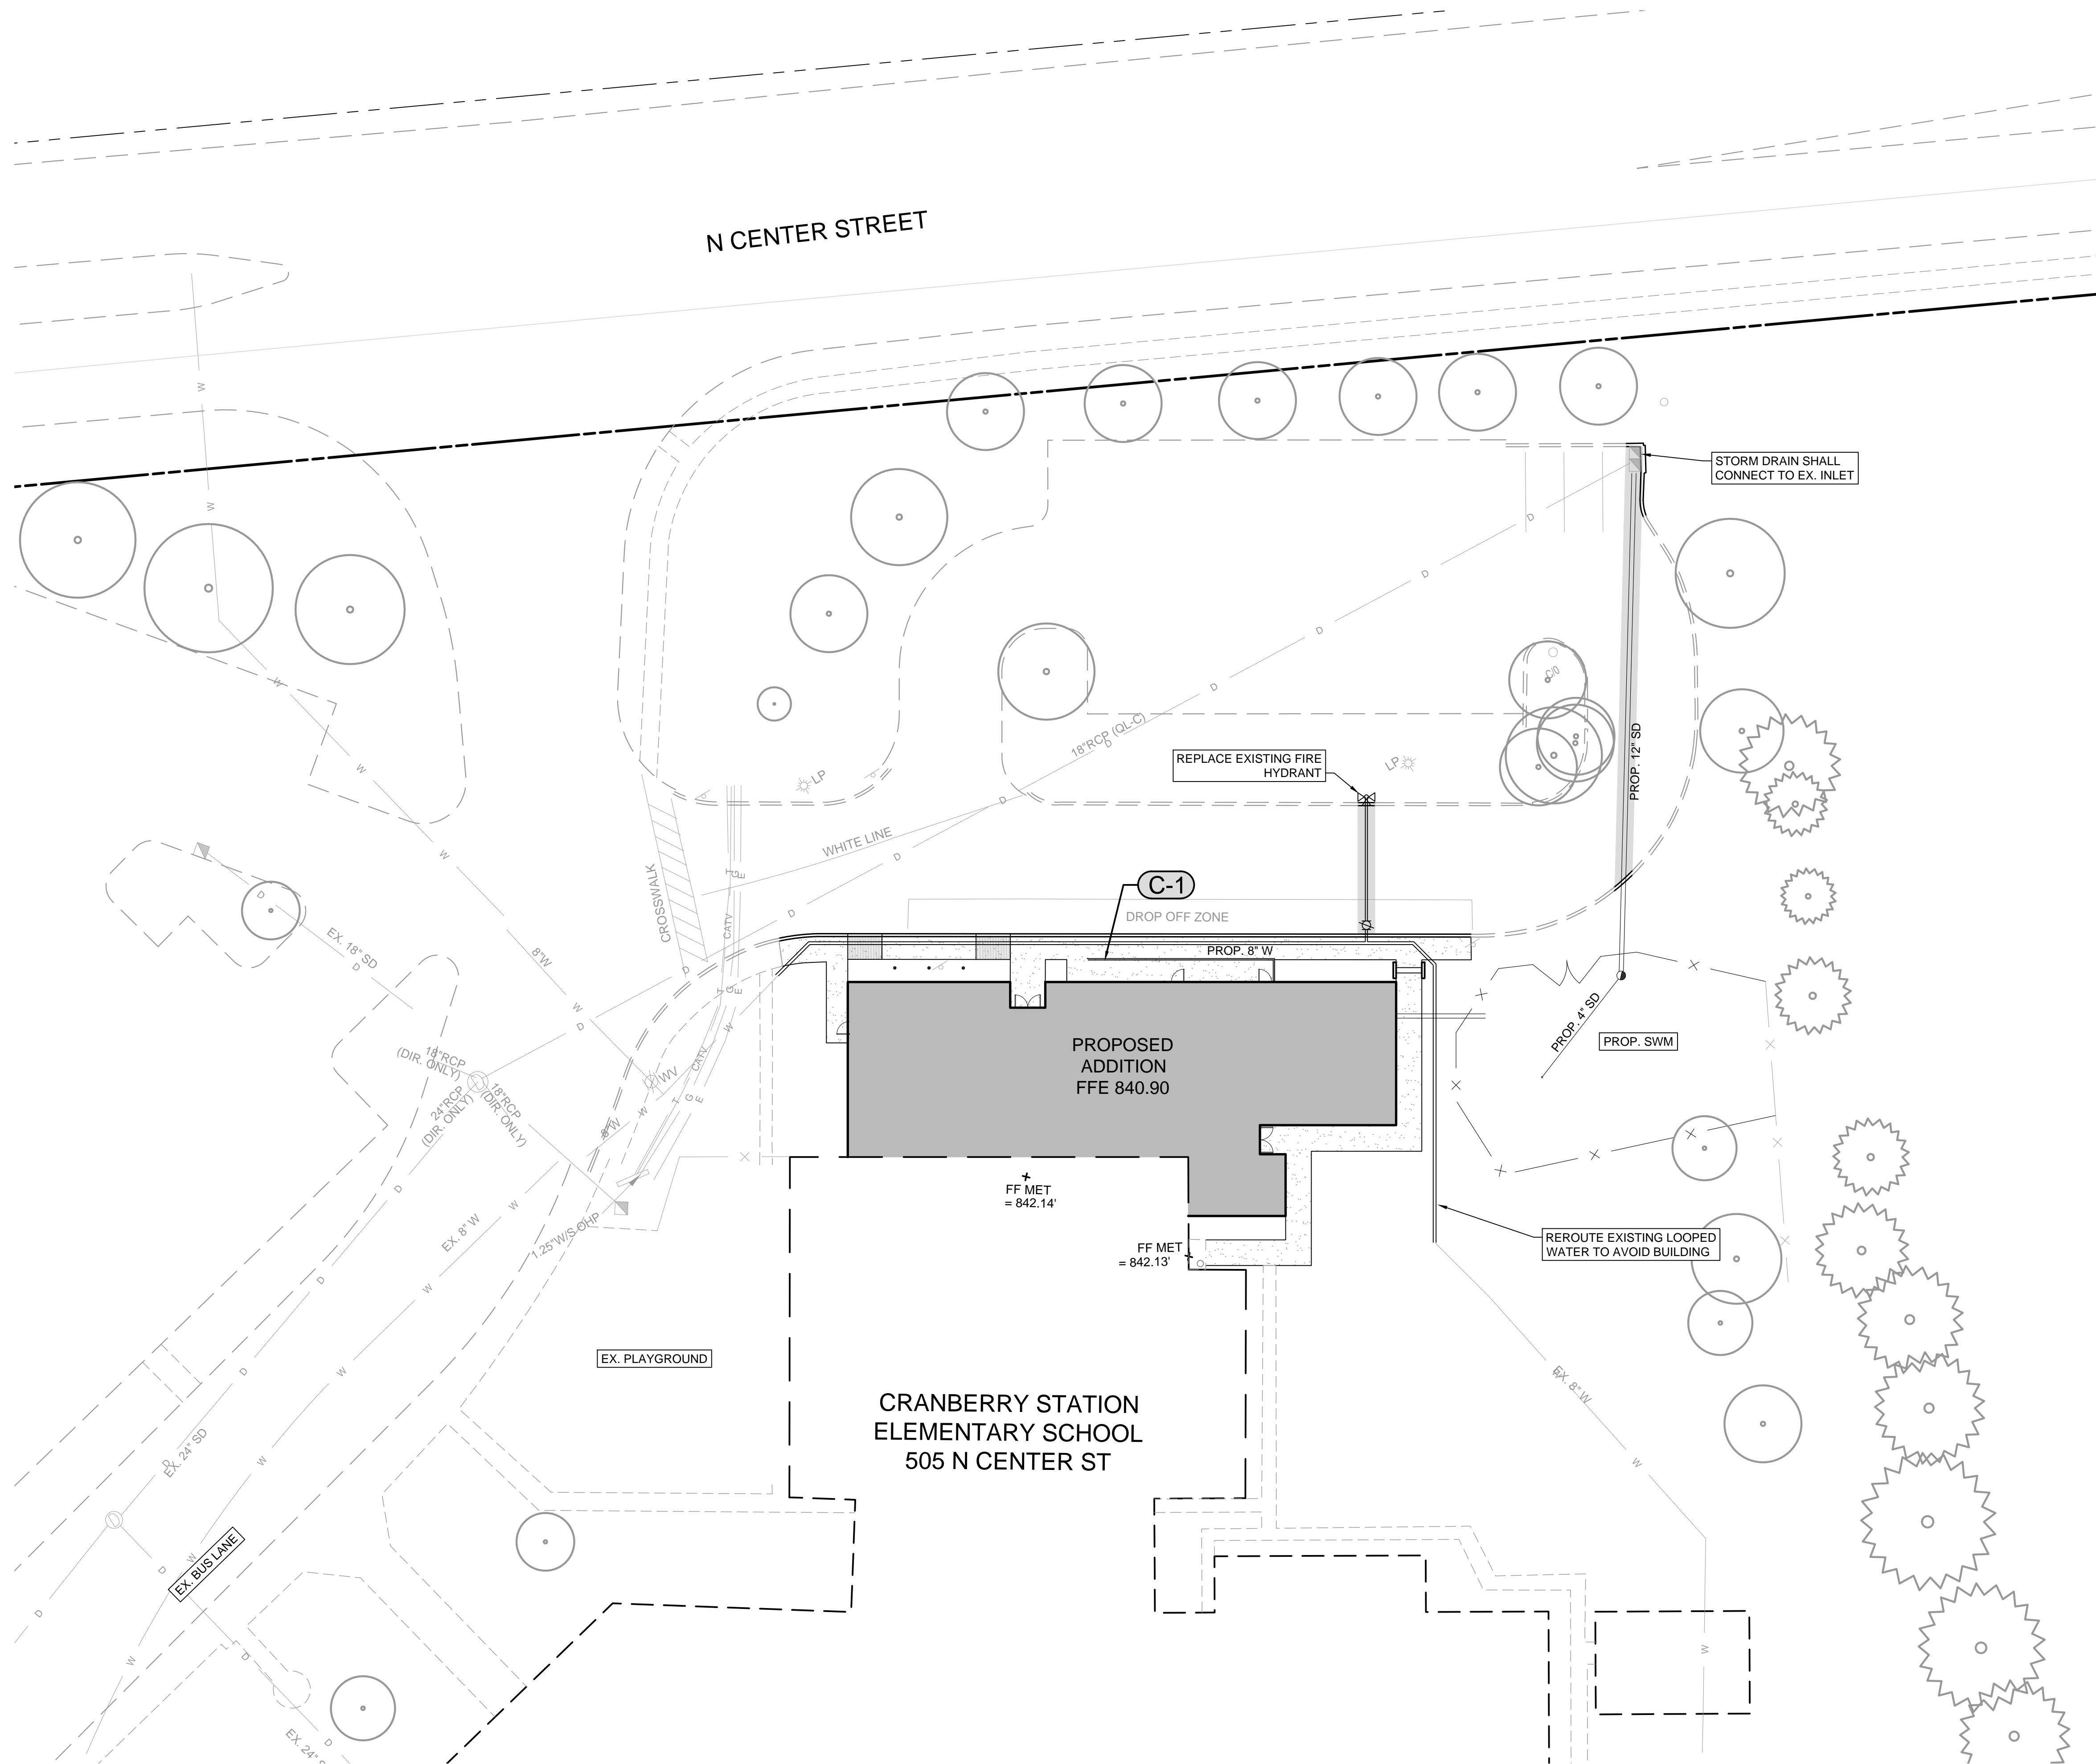 N CENTER STREET
STORM DRAIN SHALL
CONNECT TO EX. INLET
W
W
W
W
W
D
D
D
D
D
D
D
D
C/0
18"RCP (QL-C)
REPLACE EXISTING FIRE
HYDRANT
LP
LP
PROP. 12" SD
WHITE LINE
CROSSWALK
T
G
E
CATV
C-1
DROP OFF ZONE
PROP. 8" W
EX. 18" SD
D
D
8"W
W
D
T
G
E
W
CATV
T
G
E
WV
8"W
W
W
18"RCP
(DIR. ONLY)
24"RCP
(DIR. ONLY)
18"RCP
(DIR. ONLY)
D
PROPOSED
ADDITION
FFE 840.90
PROP. 4" SD
PROP. SWM
FF MET
= 842.14'
FF MET
= 842.13'
REROUTE EXISTING LOOPED
WATER TO AVOID BUILDING
EX. 8" W
W
1.25"W/S OHP
D
D
W
W
D
W
EX. PLAYGROUND
CRANBERRY STATION
ELEMENTARY SCHOOL
505 N CENTER ST
EX. 8" W
W
W
W
EX. 24" SD
D
D
D
W
EX. BUS LANE
D
D
W
D
D
EX. 24"